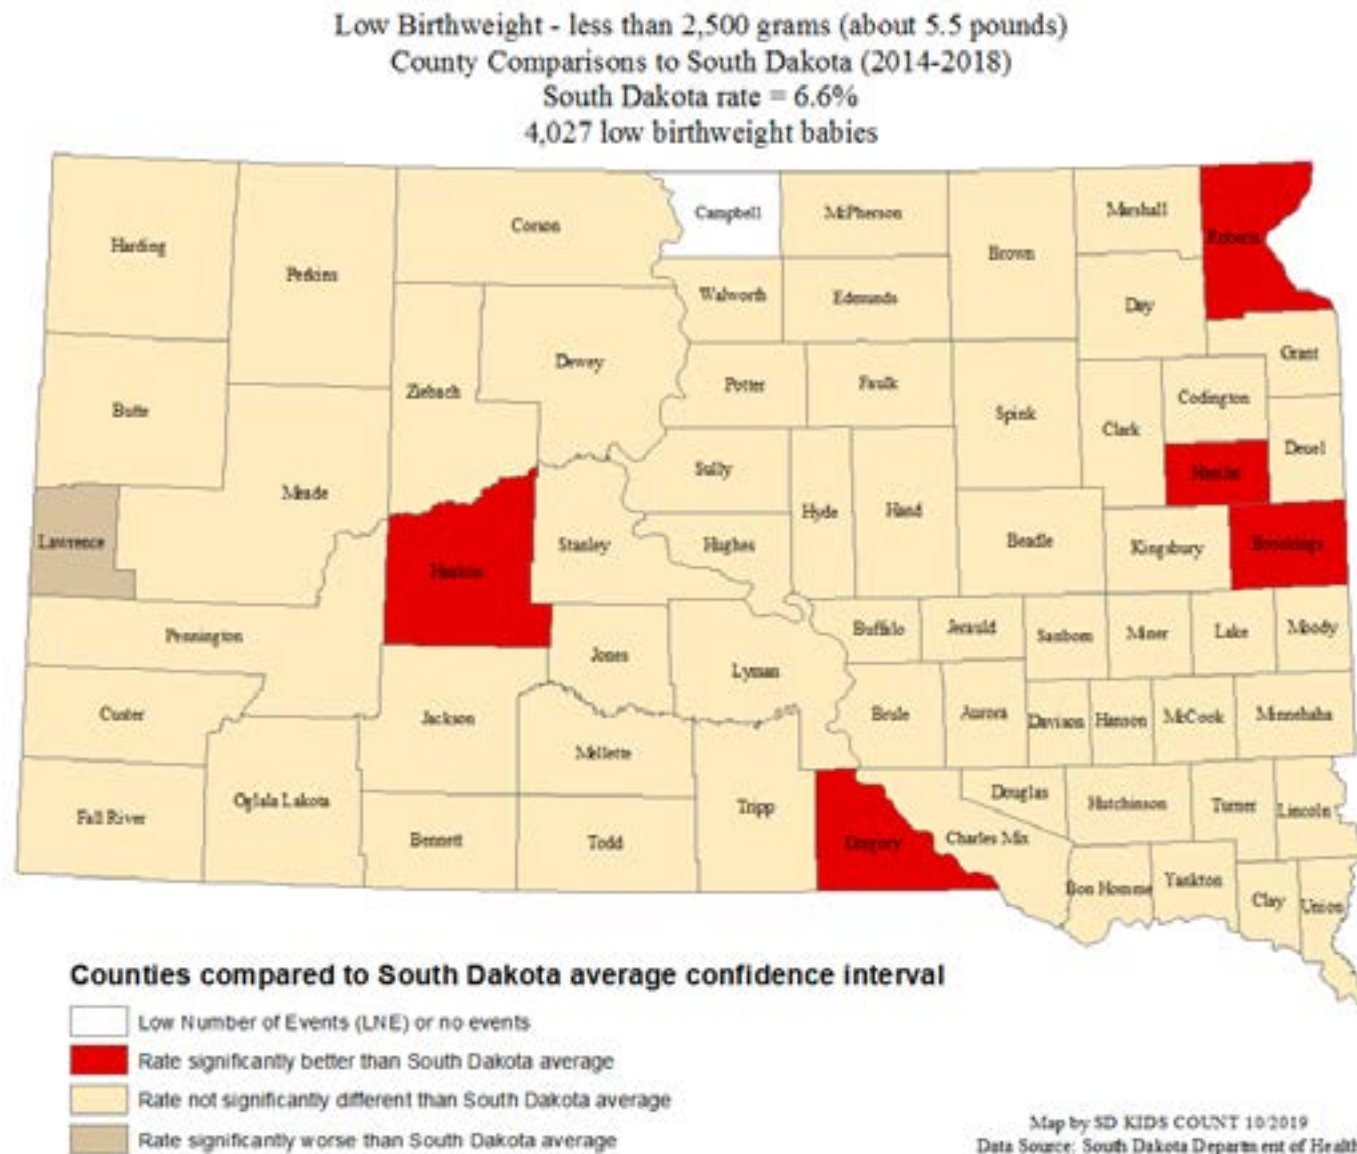 Low Birthweight - less than 2,500 grams (about 5.5 pounds)
County Comparisons to South Dakota (2014-2018)
South Dakota rate = 6.6%
4,027 low birthweight babies
Campbell
McPherson
Marshall
Roberts
Harding
Corson
Perkins
Brown
Walworth
Edmunds
Day
Grant
Dewey
Ziebach
Potter
Faulk
Codington
Butte
Spink
Clark
Deuel
Sully
Hamlin
Meade
Hyde
Hand
Lawrence
Stanley
Hughes
Beadle
Kingsbury
Brookings
Haakon
Pennington
Buffalo
Jerauld
Sanborn
Miner
Lake
Moody
Jones
Lyman
Custer
Jackson
Brule
Aurora
Davison
Hanson
McCook
Minnehaha
Mellette
Fall River
Oglala Lakota
Tripp
Douglas
Hutchinson
Turner
Lincoln
Bennett
Todd
Gregory
Charles Mix
Bon Homme
Yankton
Clay
Union
Counties compared to South Dakota average confidence interval
Low Number of Events (LNE) or no events
Rate significantly better than South Dakota average
Rate not significantly different than South Dakota average
Rate significantly worse than South Dakota average
Map by SD KIDS COUNT 10/2019
Data Source: South Dakota Department of Health